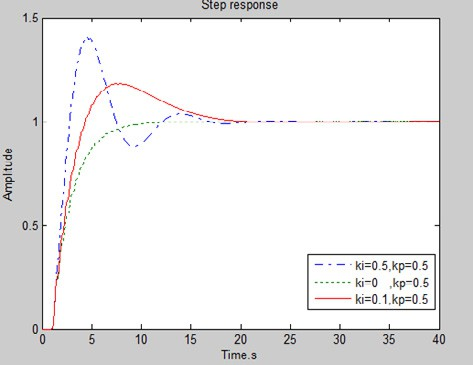 Step response
1.5
1
0.5
0
0 5 10 15 20 25 30 35 40
Amplitude
Time.s
ki=0.5,kp=0.5
ki=0 ,kp=0.5
ki=0.1,kp=0.5